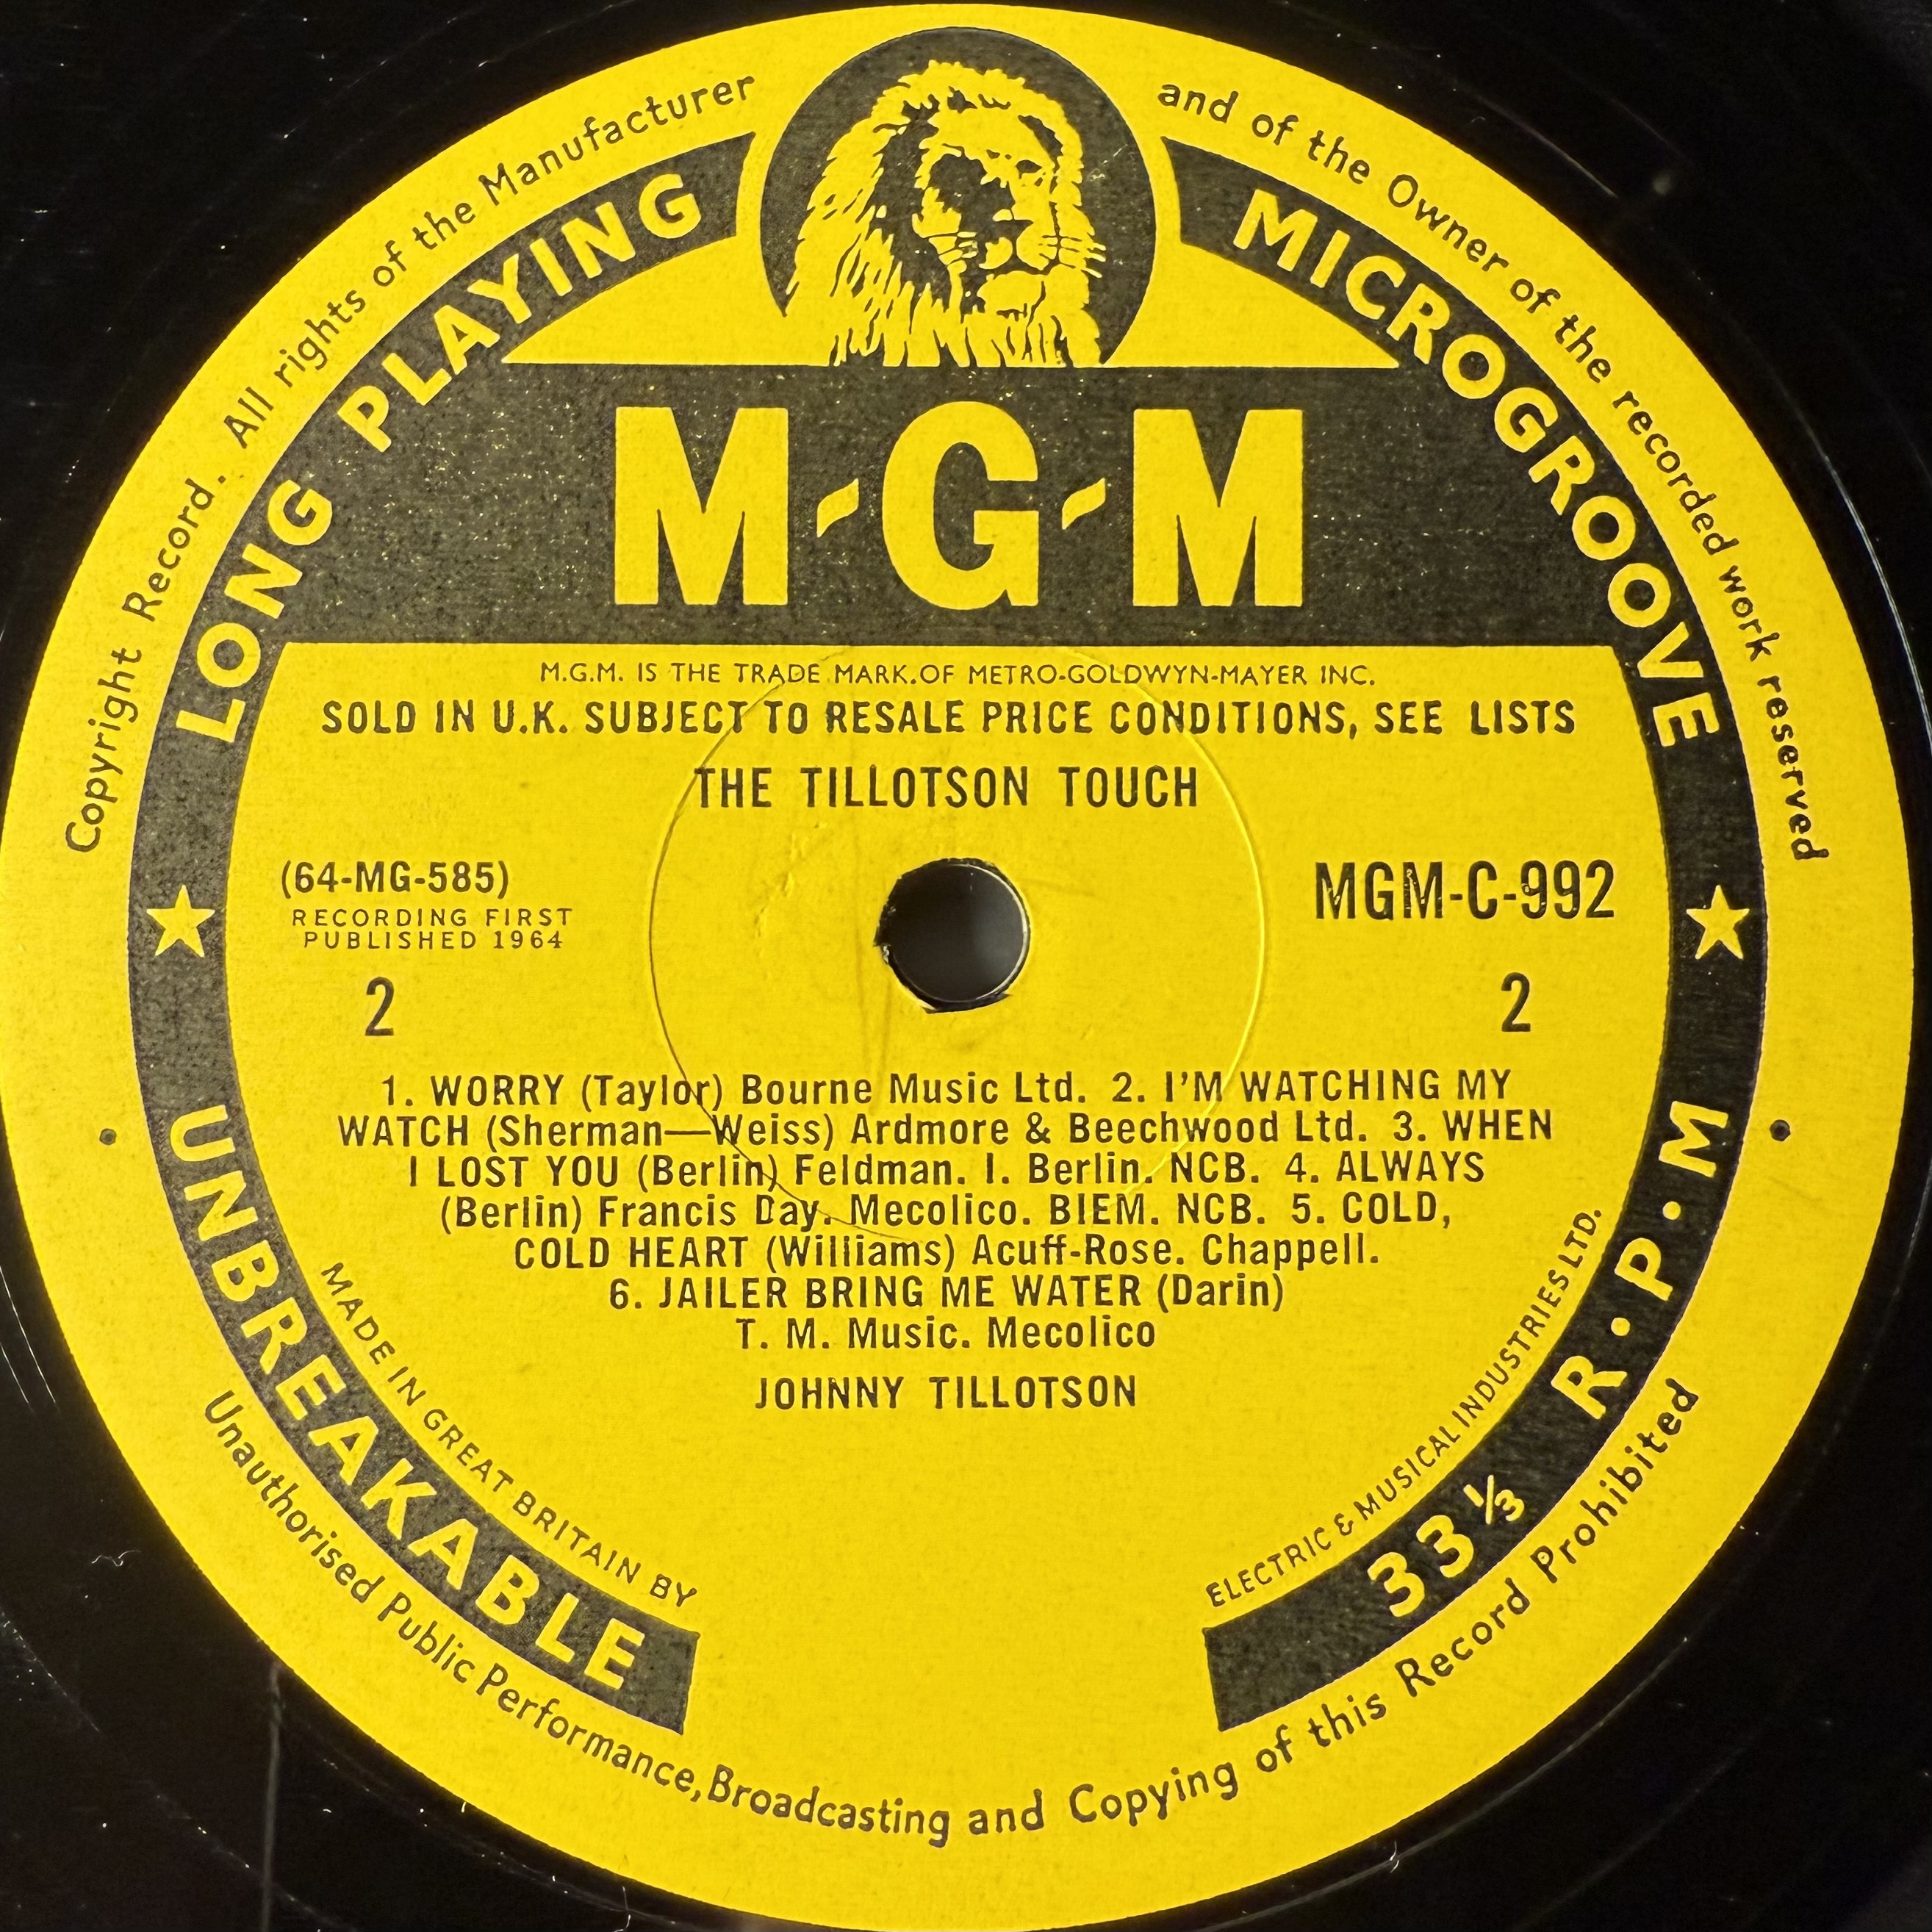 Copyright Record. All rights of the Manufacturer and of the Owner of the recorded work reserved
LONG PLAYING MICROGROOVE
M·G·M
M.G.M. IS THE TRADE MARK.OF METRO-GOLDWYN-MAYER INC.
SOLD IN U.K. SUBJECT TO RESALE PRICE CONDITIONS, SEE LISTS
THE TILLOTSON TOUCH
(64-MG-585)
RECORDING FIRST
PUBLISHED 1964
MGM-C-992
2
2
1. WORRY (Taylor) Bourne Music Ltd. 2. I'M WATCHING MY
WATCH (Sherman—Weiss) Ardmore & Beechwood Ltd. 3. WHEN
I LOST YOU (Berlin) Feldman. I. Berlin. NCB. 4. ALWAYS
(Berlin) Francis Day. Mecolico. BIEM. NCB. 5. COLD,
COLD HEART (Williams) Acuff-Rose. Chappell.
6. JAILER BRING ME WATER (Darin)
T. M. Music. Mecolico
JOHNNY TILLOTSON
MADE IN GREAT BRITAIN BY ELECTRIC & MUSICAL INDUSTRIES LTD.
UNBREAKABLE
33⅓ R·P·M
Unauthorised Public Performance, Broadcasting and Copying of this Record Prohibited